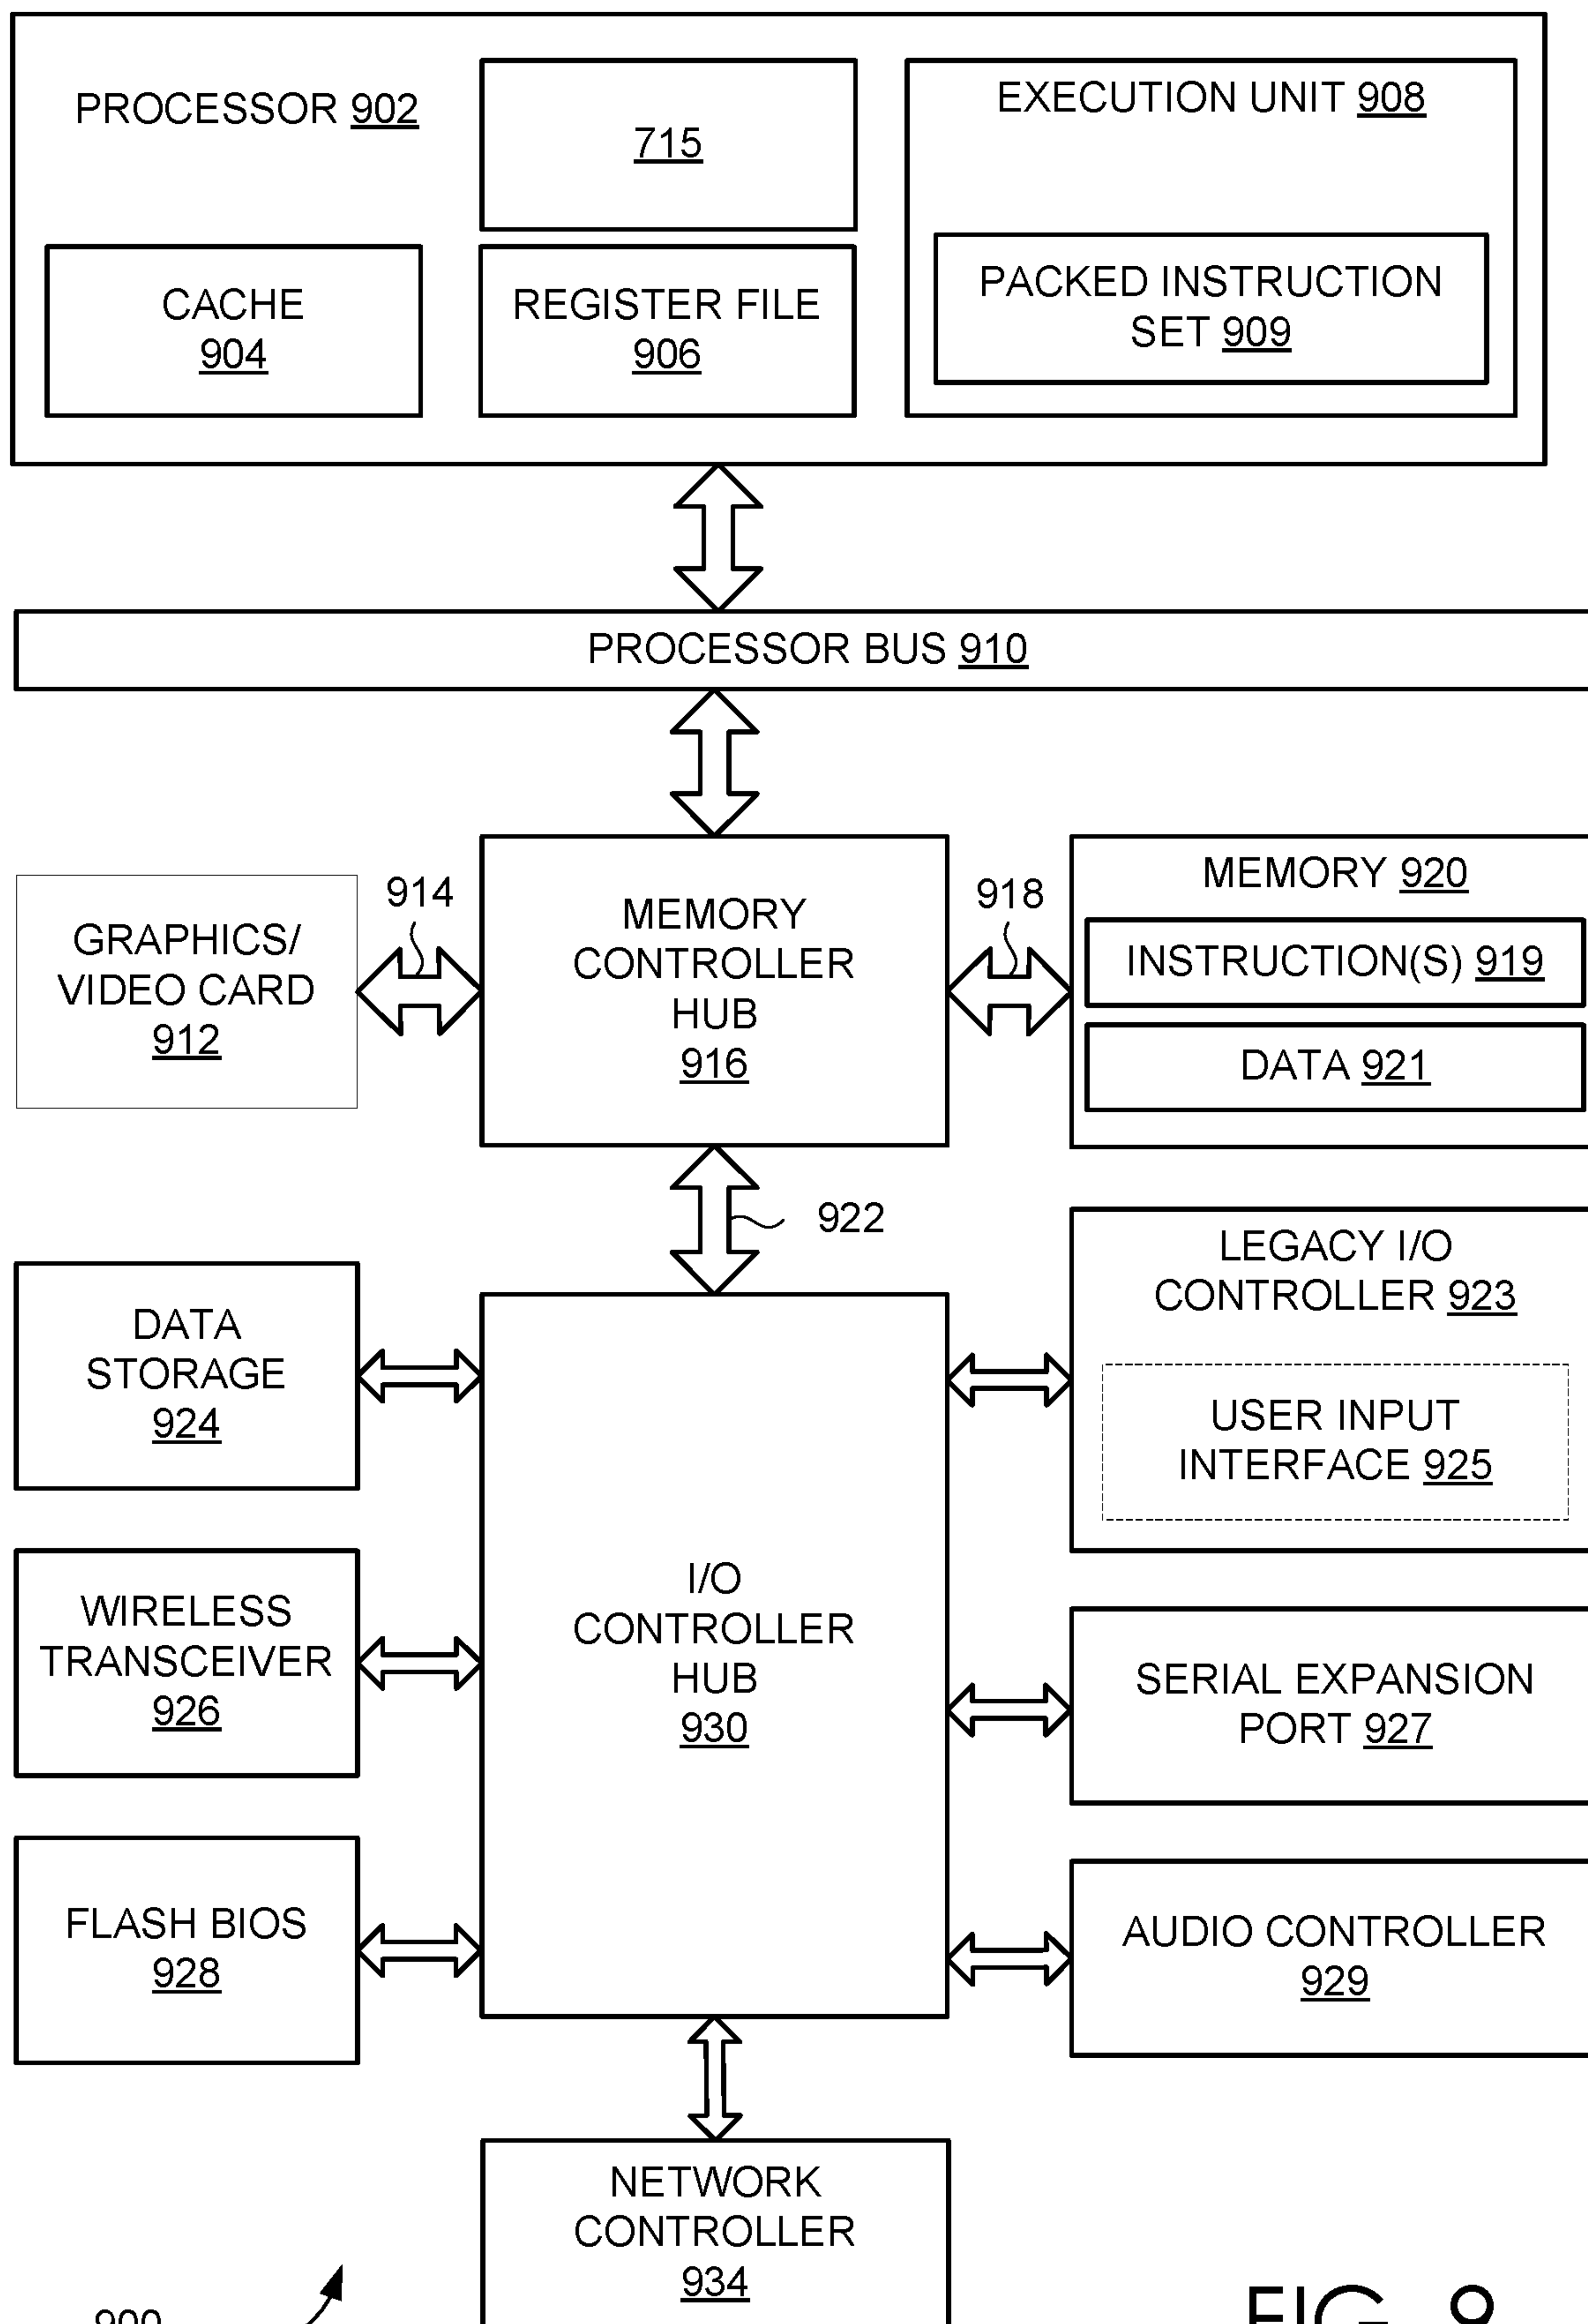 PROCESSOR 902
715
EXECUTION UNIT 908
CACHE
904
REGISTER FILE
906
PACKED INSTRUCTION
SET 909
PROCESSOR BUS 910
GRAPHICS/
VIDEO CARD
912
914
MEMORY
CONTROLLER
HUB
916
918
MEMORY 920
INSTRUCTION(S) 919
DATA 921
922
DATA
STORAGE
924
LEGACY I/O
CONTROLLER 923
USER INPUT
INTERFACE 925
WIRELESS
TRANSCEIVER
926
I/O
CONTROLLER
HUB
930
SERIAL EXPANSION
PORT 927
FLASH BIOS
928
AUDIO CONTROLLER
929
NETWORK
CONTROLLER
934
900
FIG. 9